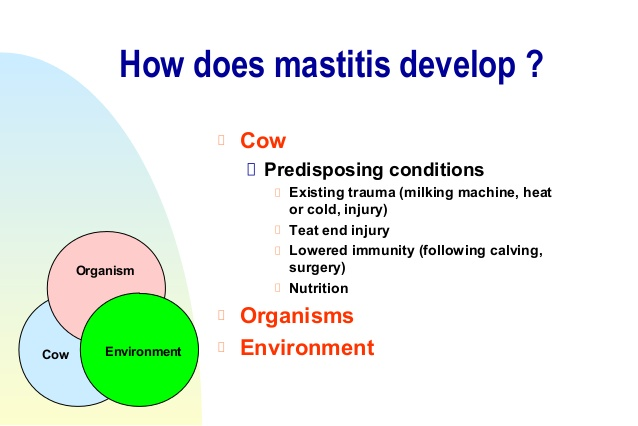 How does mastitis develop ?
Cow
Predisposing conditions
Existing trauma (milking machine, heat
or cold, injury)
Teat end injury
Lowered immunity (following calving,
surgery)
Nutrition
Organisms
Environment
Organism
Cow
Environment